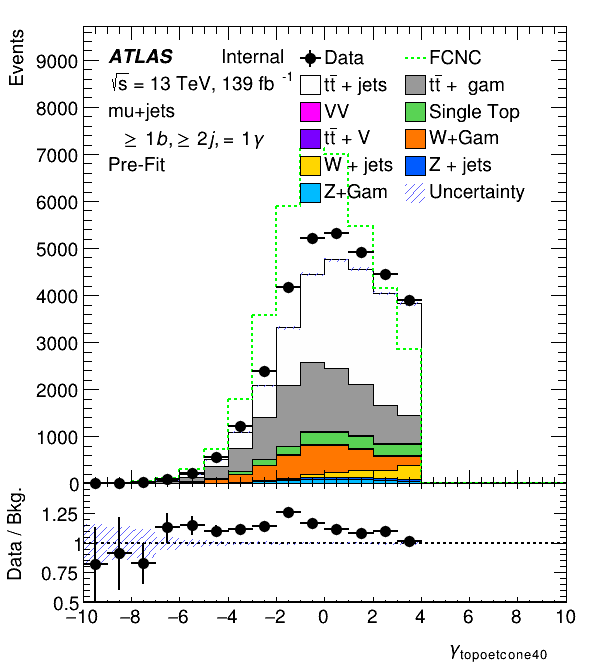 Events
9000
8000
7000
6000
5000
4000
3000
2000
1000
0
ATLAS Internal
√s = 13 TeV, 139 fb⁻¹
mu+jets
≥ 1b, ≥ 2j, = 1γ
Pre-Fit
Data
FCNC
tt̄ + jets
tt̄ + gam
VV
Single Top
tt̄ + V
W+Gam
W + jets
Z + jets
Z+Gam
Uncertainty
Data / Bkg.
1.25
1
0.75
0.5
−10 −8 −6 −4 −2 0 2 4 6 8 10
γtopoetcone40